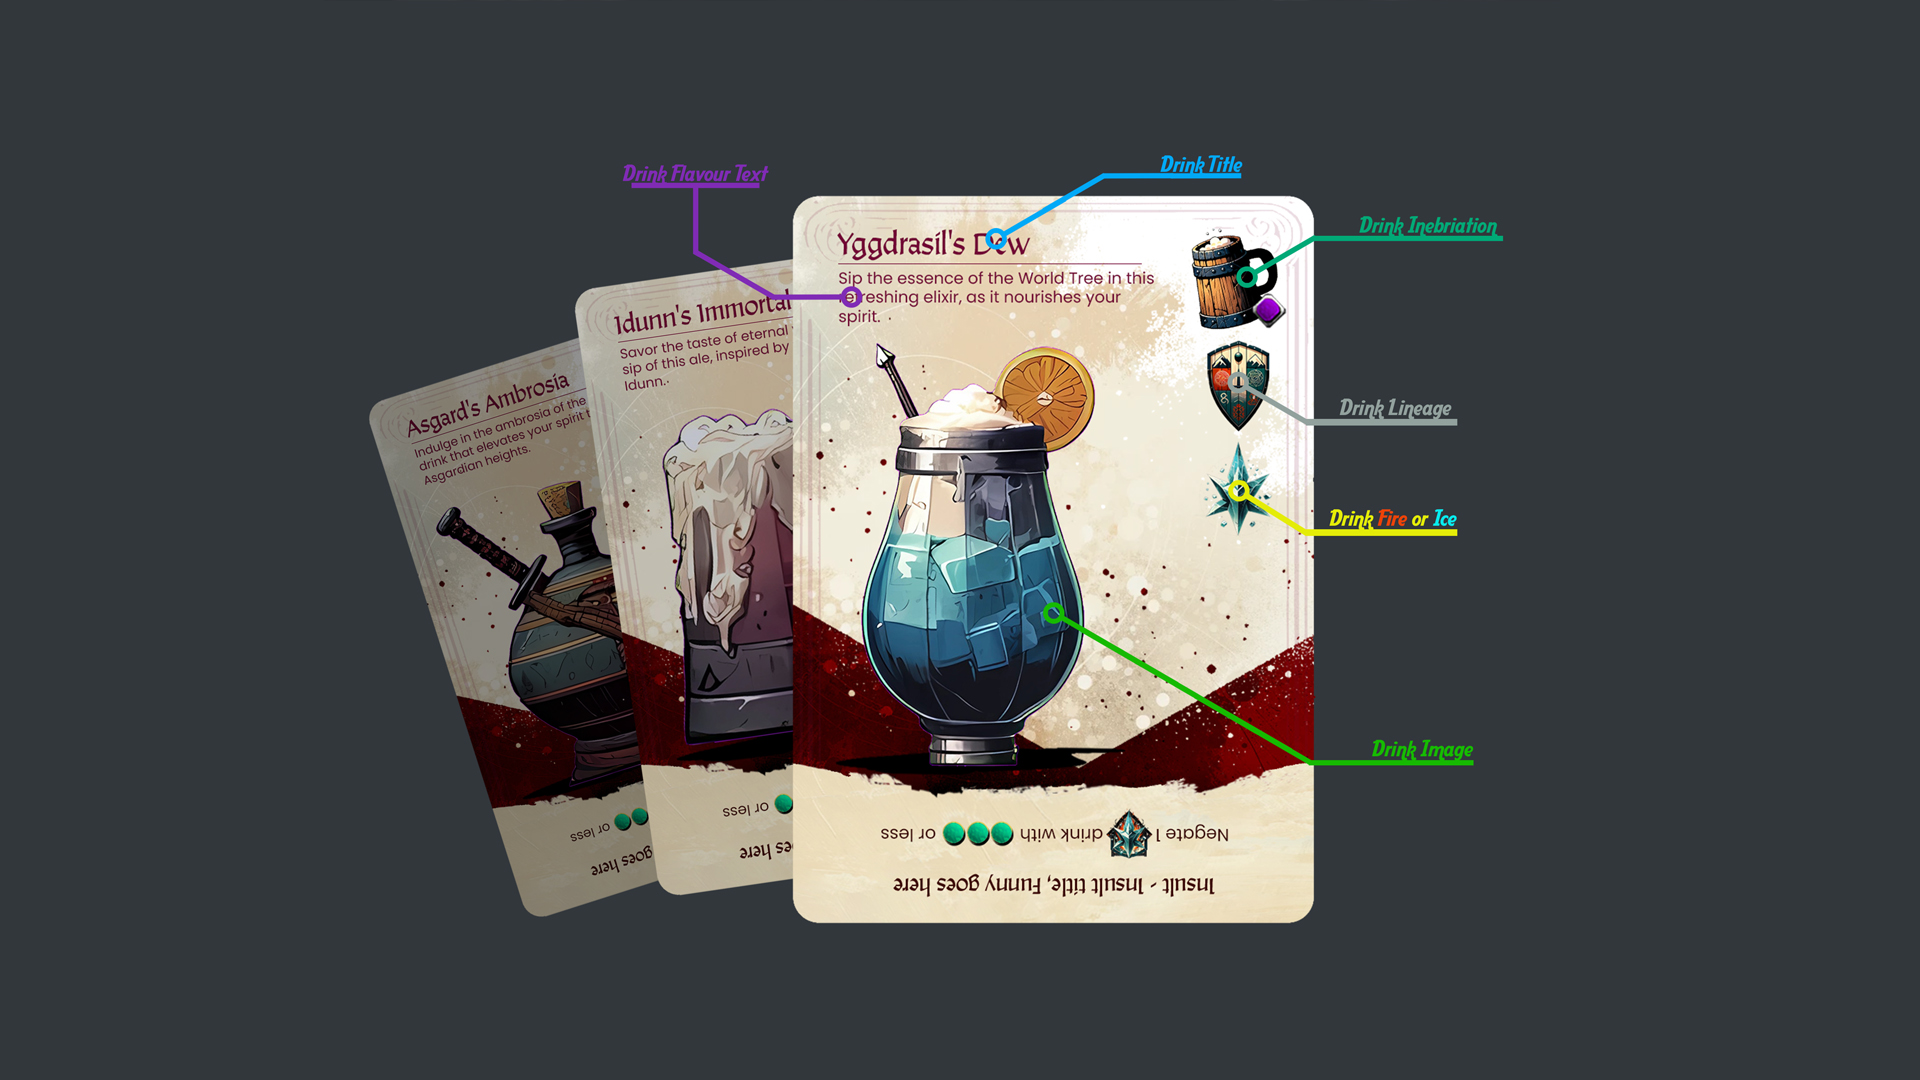 Drink Flavour Text
Drink Title
Drink Inebriation
Drink Lineage
Drink Fire or Ice
Drink Image
Yggdrasil's Dew
Sip the essence of the World Tree in this
refreshing elixir, as it nourishes your
spirit.
Negate 1 drink with or less
Insult - Insult title, Funny goes here
Idunn's Immortal
Savor the taste of eternal
sip of this ale, inspired by
Idunn.
or less
goes here
Asgard's Ambrosia
Indulge in the ambrosia of the
drink that elevates your spirit
Asgardian heights.
or less
goes here